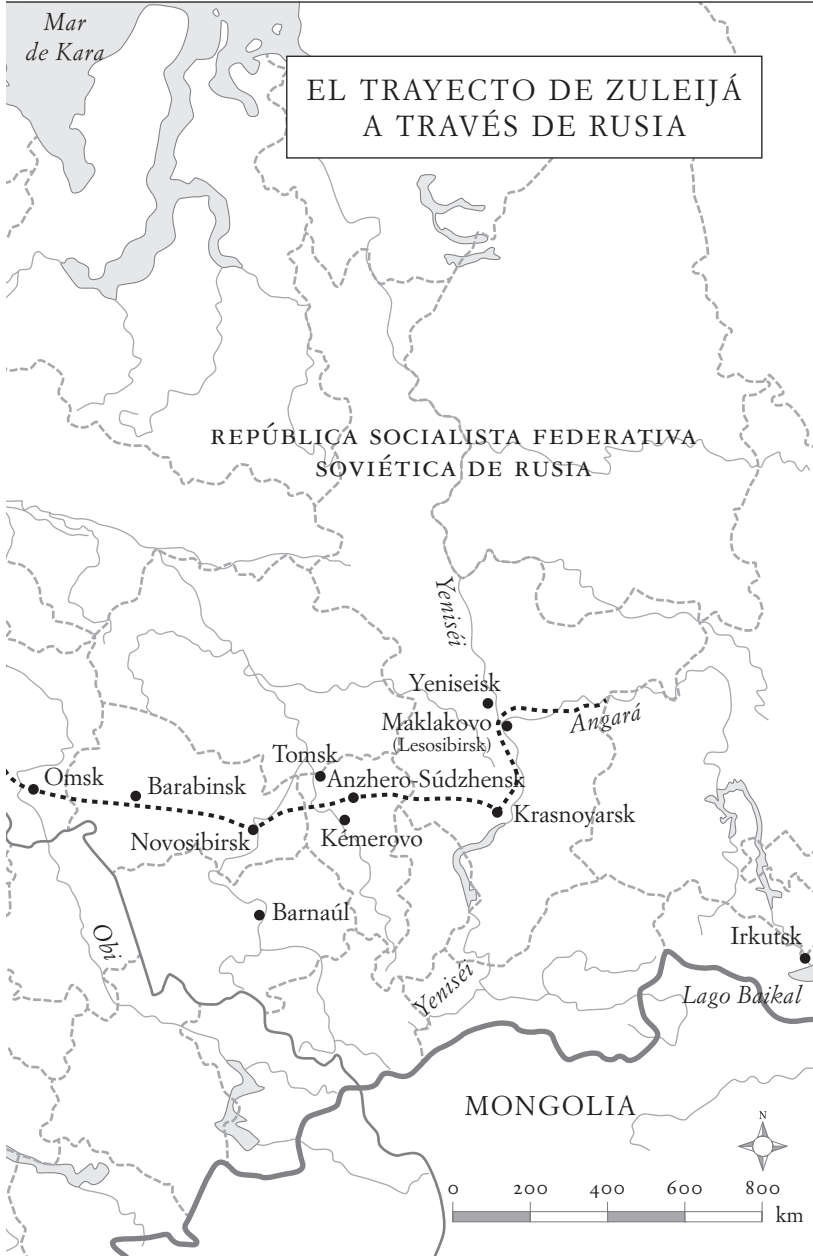 Mar
de Kara
EL TRAYECTO DE ZULEIJÁ
A TRAVÉS DE RUSIA
REPÚBLICA SOCIALISTA FEDERATIVA
SOVIÉTICA DE RUSIA
Yeniséi
Yeniseisk
Máklakovo
(Lesosibirsk)
Angará
Omsk
Barabinsk
Tomsk
Anzhero-Súdzhensk
Novosibirsk
Kémerovo
Krasnoyarsk
Barnaúl
Obi
Yeniséi
Irkutsk
Lago Baikal
MONGOLIA
N
0 200 400 600 800
km